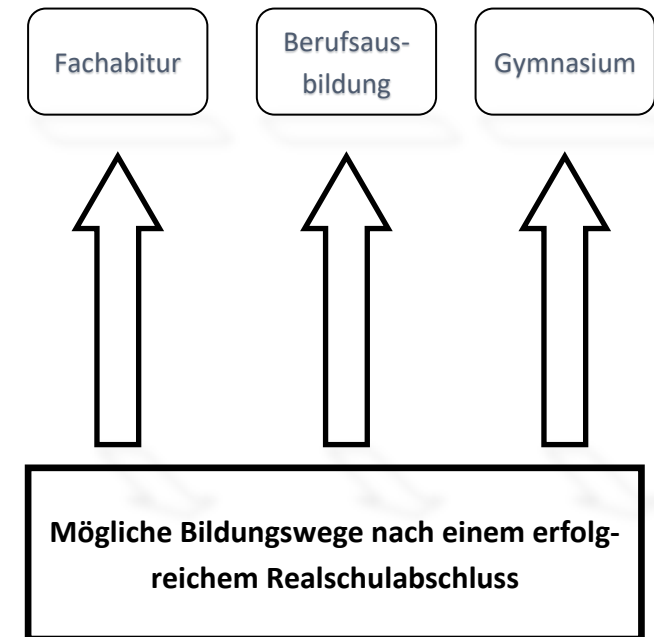 Fachabitur
Berufsaus-
bildung
Gymnasium
Mögliche Bildungswege nach einem erfolg-
reichem Realschulabschluss